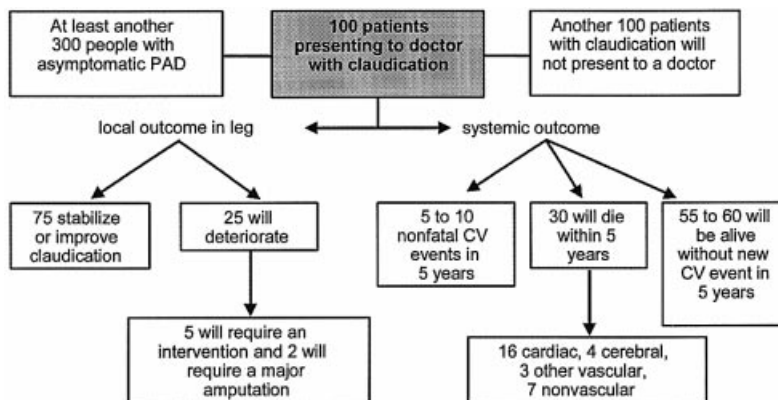 At least another
300 people with
asymptomatic PAD
100 patients
presenting to doctor
with claudication
Another 100 patients
with claudication will
not present to a doctor
local outcome in leg
systemic outcome
75 stabilize
or improve
claudication
25 will
deteriorate
5 to 10
nonfatal CV
events in
5 years
30 will die
within 5
years
55 to 60 will
be alive
without new
CV event in
5 years
5 will require an
intervention and 2 will
require a major
amputation
16 cardiac, 4 cerebral,
3 other vascular,
7 nonvascular